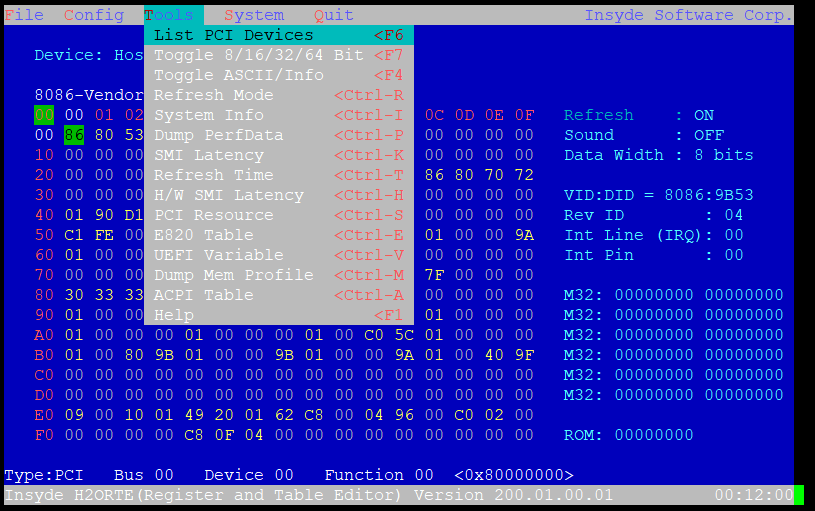 File Config Tools System Quit Insyde Software Corp.
List PCI Devices <F6
Device: Hos Toggle 8/16/32/64 Bit <F7
Toggle ASCII/Info <F4
8086-Vendor Refresh Mode <Ctrl-R
00 00 01 02 System Info <Ctrl-I 0C 0D 0E 0F Refresh : ON
00 86 80 53 Dump PerfData <Ctrl-P 00 00 00 00 Sound : OFF
10 00 00 00 SMI Latency <Ctrl-K 00 00 00 00 Data Width : 8 bits
20 00 00 00 Refresh Time <Ctrl-T 86 80 70 72
30 00 00 00 H/W SMI Latency <Ctrl-H 00 00 00 00 VID:DID = 8086:9B53
40 01 90 D1 PCI Resource <Ctrl-S 00 00 00 00 Rev ID : 04
50 C1 FE 00 E820 Table <Ctrl-E 01 00 00 9A Int Line (IRQ): 00
60 01 00 00 UEFI Variable <Ctrl-V 00 00 00 00 Int Pin : 00
70 00 00 00 Dump Mem Profile <Ctrl-M 7F 00 00 00
80 30 33 33 ACPI Table <Ctrl-A 00 00 00 00 M32: 00000000 00000000
90 01 00 00 Help <F1 01 00 00 00 M32: 00000000 00000000
A0 01 00 00 00 01 00 00 00 01 00 C0 5C 01 00 00 00 M32: 00000000 00000000
B0 01 00 80 9B 01 00 00 9B 01 00 00 9A 01 00 40 9F M32: 00000000 00000000
C0 00 00 00 00 00 00 00 00 00 00 00 00 00 00 00 00 M32: 00000000 00000000
D0 00 00 00 00 00 00 00 00 00 00 00 00 00 00 00 00 M32: 00000000 00000000
E0 09 00 10 01 49 20 01 62 C8 00 04 96 00 C0 02 00
F0 00 00 00 00 C8 0F 04 00 00 00 00 00 00 00 00 00 ROM: 00000000
Type:PCI Bus 00 Device 00 Function 00 <0x80000000>
Insyde H2ORTE(Register and Table Editor) Version 200.01.00.01 00:12:00